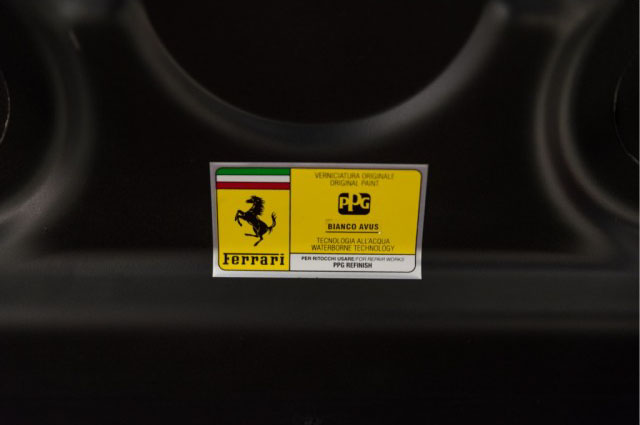 VERNICIATURA ORIGINALE
ORIGINAL PAINT
PPG
BIANCO AVUS
TECNOLOGIA ALL'ACQUA
WATERBORNE TECHNOLOGY
Ferrari
PER RITOCCHI USARE/FOR REPAIR WORKS
PPG REFINISH